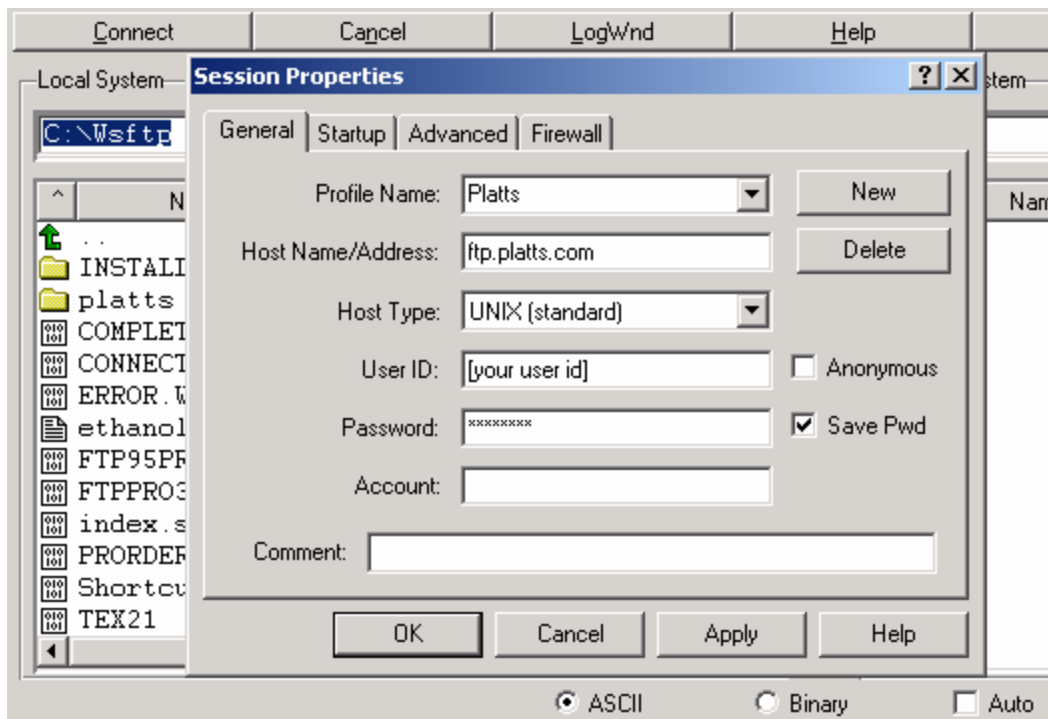 Connect Cancel LogWnd Help
Local System
Session Properties ? X
stem
C:\Wsftp
General Startup Advanced Firewall
^ N
Profile Name: Platts New
Nam
..
Host Name/Address: ftp.platts.com Delete
INSTALL
platts
Host Type: UNIX (standard)
COMPLET
CONNECT
User ID: [your user id] Anonymous
ERROR.W
ethanol
Password: ******** Save Pwd
FTP95PR
FTPPRO3
Account:
index.s
PRORDER
Comment:
Shortcu
TEX21
OK Cancel Apply Help
ASCII Binary Auto